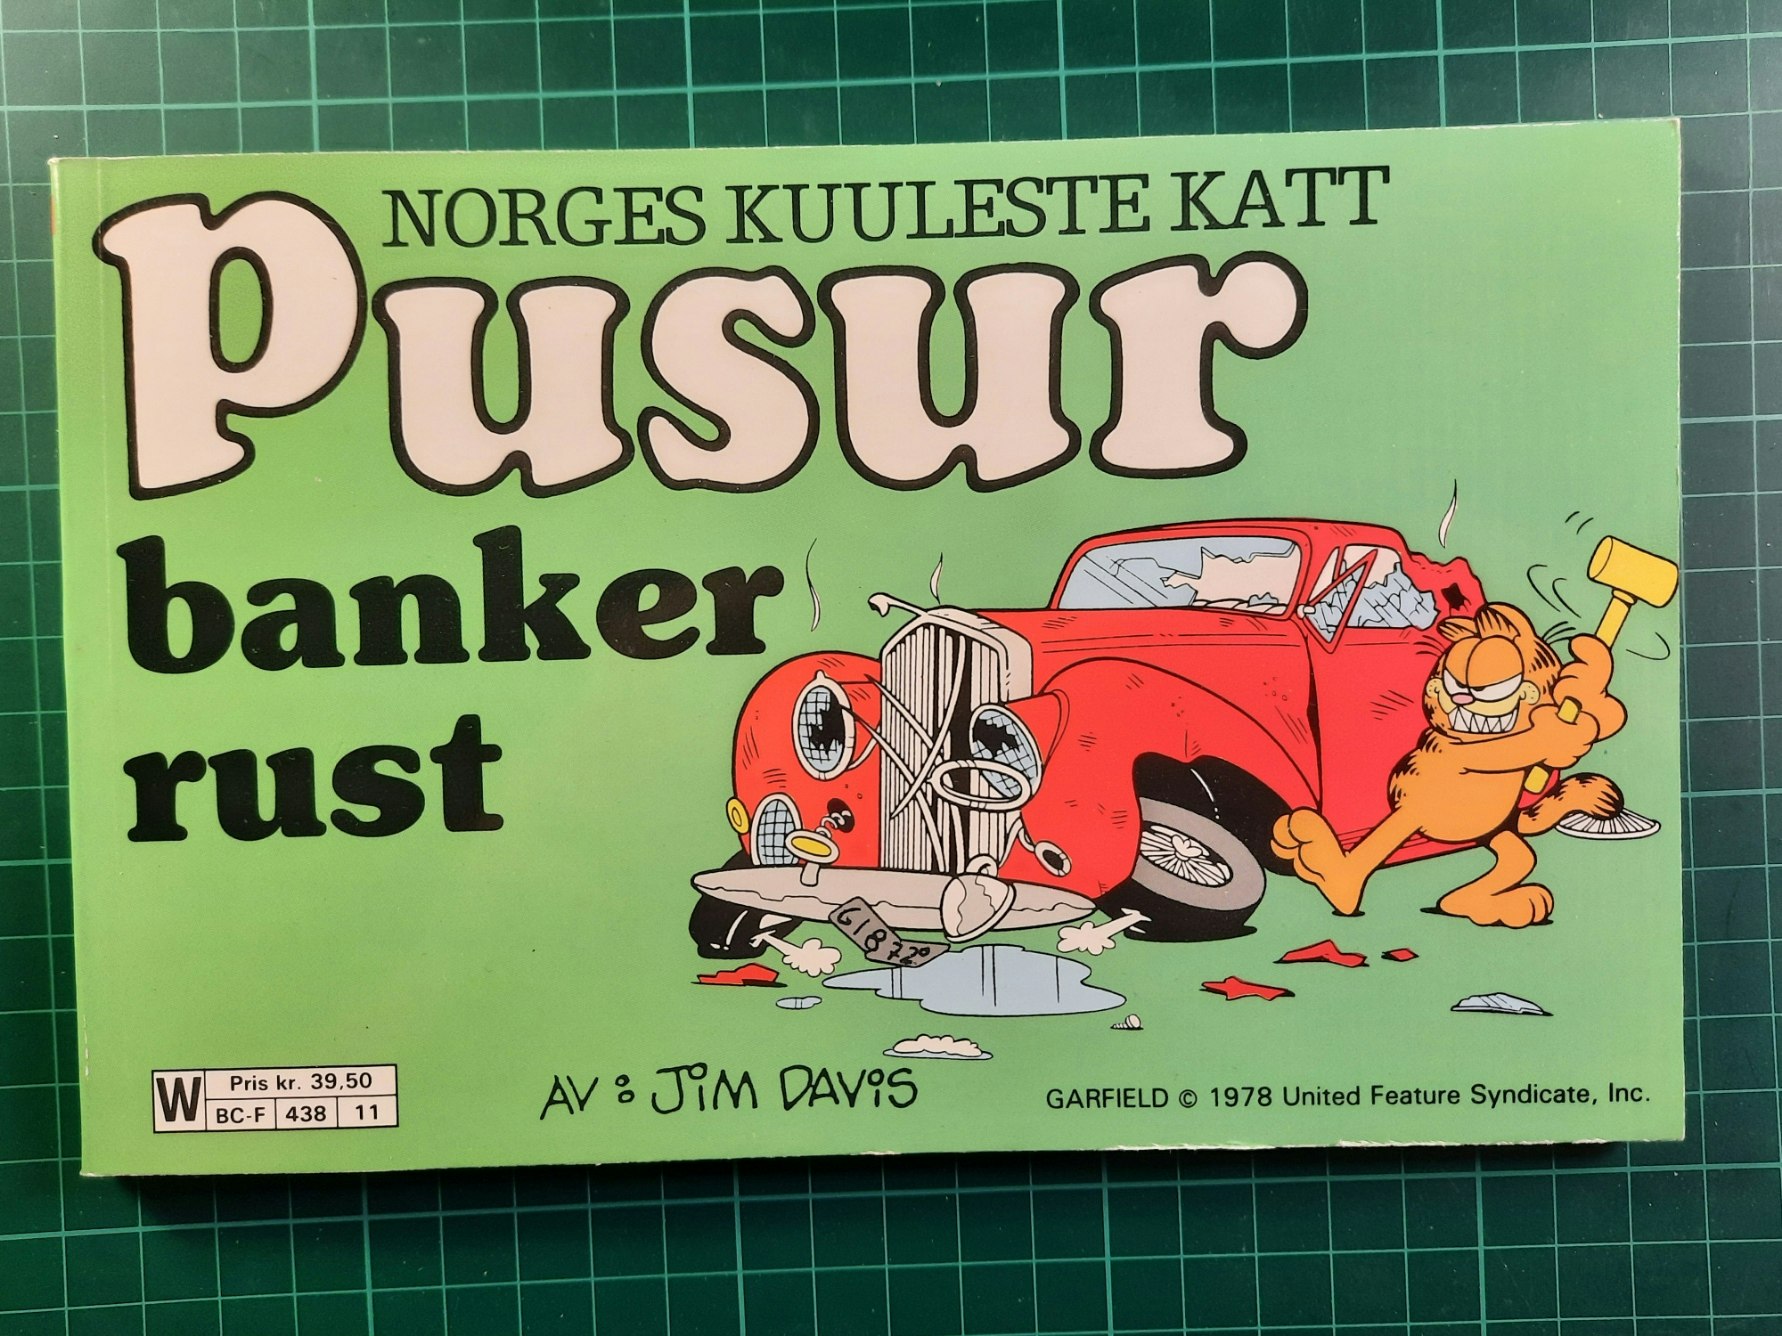 NORGES KUULESTE KATT
Pusur
banker
rust
G18720
W
Pris kr. 39,50
BC-F 438 11
AV: JIM DAVIS
GARFIELD © 1978 United Feature Syndicate, Inc.